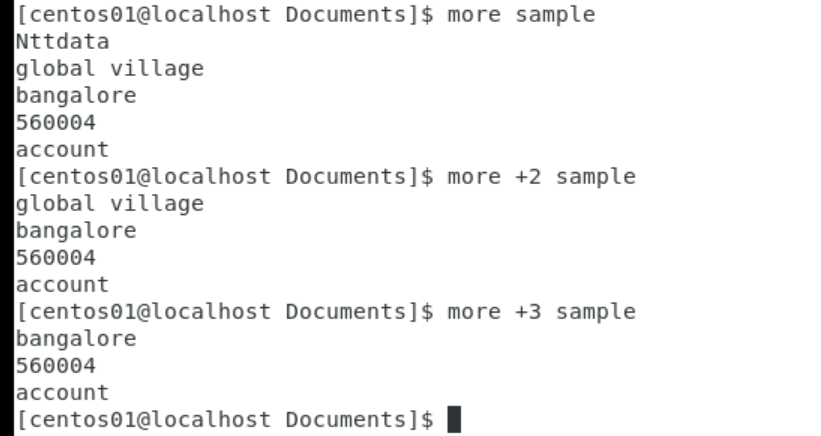 [centos01@localhost Documents]$ more sample
Nttdata
global village
bangalore
560004
account
[centos01@localhost Documents]$ more +2 sample
global village
bangalore
560004
account
[centos01@localhost Documents]$ more +3 sample
bangalore
560004
account
[centos01@localhost Documents]$